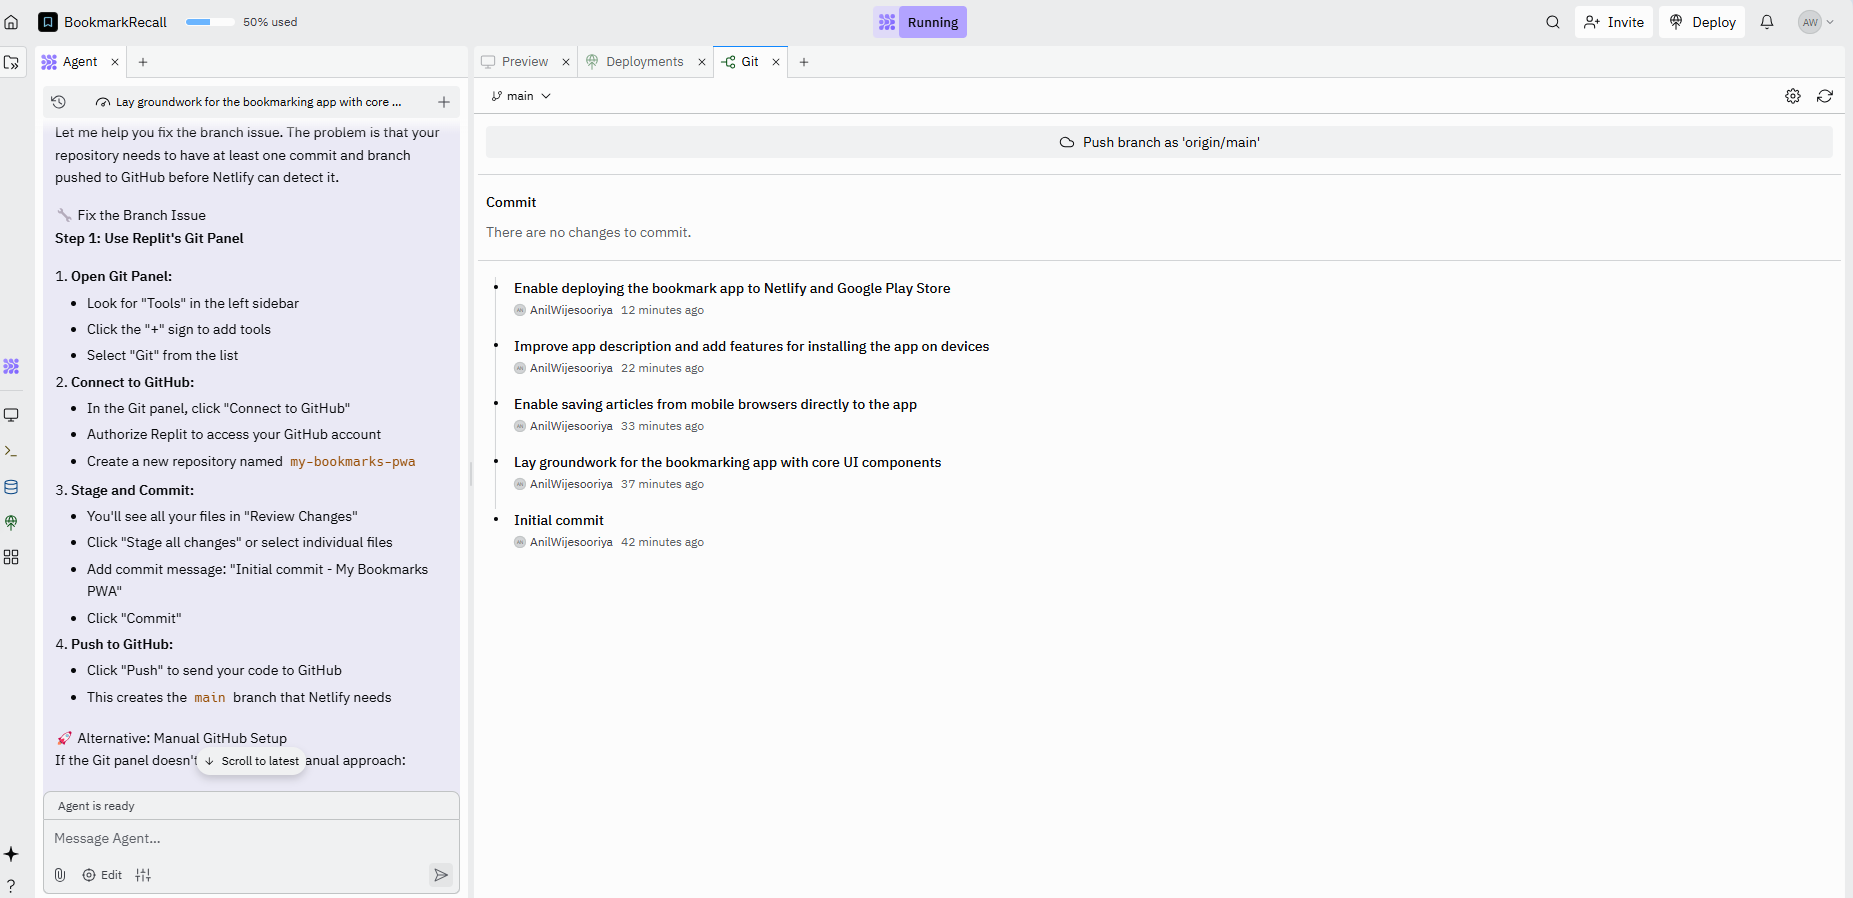 BookmarkRecall
50% used
Running
Invite
Deploy
AW
Agent
Preview
Deployments
Git
Lay groundwork for the bookmarking app with core ...
Let me help you fix the branch issue. The problem is that your
repository needs to have at least one commit and branch
pushed to GitHub before Netlify can detect it.
🔧 Fix the Branch Issue
Step 1: Use Replit's Git Panel
1. Open Git Panel:
• Look for "Tools" in the left sidebar
• Click the "+" sign to add tools
• Select "Git" from the list
2. Connect to GitHub:
• In the Git panel, click "Connect to GitHub"
• Authorize Replit to access your GitHub account
• Create a new repository named my-bookmarks-pwa
3. Stage and Commit:
• You'll see all your files in "Review Changes"
• Click "Stage all changes" or select individual files
• Add commit message: "Initial commit - My Bookmarks
PWA"
• Click "Commit"
4. Push to GitHub:
• Click "Push" to send your code to GitHub
• This creates the main branch that Netlify needs
🚀 Alternative: Manual GitHub Setup
If the Git panel doesn't
Scroll to latest
anual approach:
Agent is ready
Message Agent...
Edit
main
Push branch as 'origin/main'
Commit
There are no changes to commit.
Enable deploying the bookmark app to Netlify and Google Play Store
AnilWijesooriya 12 minutes ago
Improve app description and add features for installing the app on devices
AnilWijesooriya 22 minutes ago
Enable saving articles from mobile browsers directly to the app
AnilWijesooriya 33 minutes ago
Lay groundwork for the bookmarking app with core UI components
AnilWijesooriya 37 minutes ago
Initial commit
AnilWijesooriya 42 minutes ago